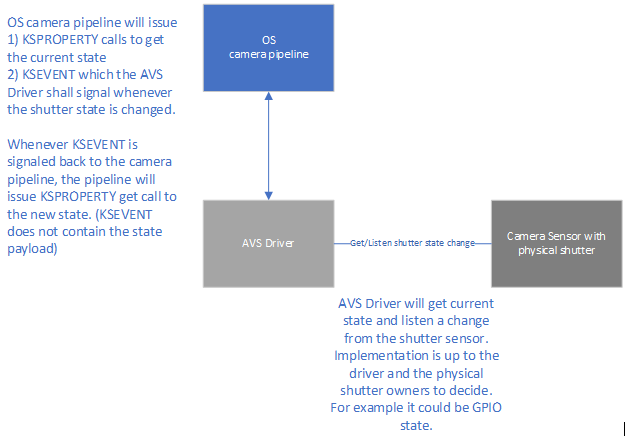 OS camera pipeline will issue
1) KSPROPERTY calls to get
the current state
2) KSEVENT which the AVS
Driver shall signal whenever
the shutter state is changed.
Whenever KSEVENT is
signaled back to the camera
pipeline, the pipeline will
issue KSPROPERTY get call to
the new state. (KSEVENT
does not contain the state
payload)
OS
camera pipeline
AVS Driver
Get/Listen shutter state change
Camera Sensor with
physical shutter
AVS Driver will get current
state and listen a change
from the shutter sensor.
Implementation is up to the
driver and the physical
shutter owners to decide.
For example it could be GPIO
state.